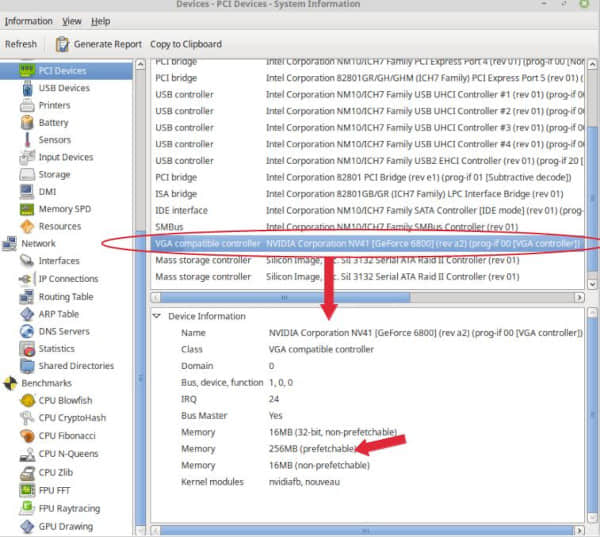 Devices - PCI Devices - System Information
Information View Help
Refresh Generate Report Copy to Clipboard
PCI Devices
USB Devices
Printers
Battery
Sensors
Input Devices
Storage
DMI
Memory SPD
Resources
Network
Interfaces
IP Connections
Routing Table
ARP Table
DNS Servers
Statistics
Shared Directories
Benchmarks
CPU Blowfish
CPU CryptoHash
CPU Fibonacci
CPU N-Queens
CPU Zlib
FPU FFT
FPU Raytracing
GPU Drawing
PCI bridge Intel Corporation NM10/ICH7 Family PCI Express Port 4 (rev 01) (prog-if 00 [Nor
PCI bridge Intel Corporation 82801GR/GH/GHM (ICH7 Family) PCI Express Port 5 (rev 01) (
USB controller Intel Corporation NM10/ICH7 Family USB UHCI Controller #1 (rev 01) (prog-if 00
USB controller Intel Corporation NM10/ICH7 Family USB UHCI Controller #2 (rev 01) (prog-if 00
USB controller Intel Corporation NM10/ICH7 Family USB UHCI Controller #3 (rev 01) (prog-if 00
USB controller Intel Corporation NM10/ICH7 Family USB UHCI Controller #4 (rev 01) (prog-if 00
USB controller Intel Corporation NM10/ICH7 Family USB2 EHCI Controller (rev 01) (prog-if 20 [
PCI bridge Intel Corporation 82801 PCI Bridge (rev e1) (prog-if 01 [Subtractive decode])
ISA bridge Intel Corporation 82801GB/GR (ICH7 Family) LPC Interface Bridge (rev 01)
IDE interface Intel Corporation NM10/ICH7 Family SATA Controller [IDE mode] (rev 01) (prog-if
SMBus Intel Corporation NM10/ICH7 Family SMBus Controller (rev 01)
VGA compatible controller NVIDIA Corporation NV41 [GeForce 6800] (rev a2) (prog-if 00 [VGA controller])
Mass storage controller Silicon Image, Inc. SiI 3132 Serial ATA Raid II Controller (rev 01)
Mass storage controller Silicon Image, Inc. SiI 3132 Serial ATA Raid II Controller (rev 01)
Device Information
Name NVIDIA Corporation NV41 [GeForce 6800] (rev a2) (prog-if 00 [VGA controller])
Class VGA compatible controller
Domain 0
Bus, device, function 1, 0, 0
IRQ 24
Bus Master Yes
Memory 16MB (32-bit, non-prefetchable)
Memory 256MB (prefetchable)
Memory 16MB (non-prefetchable)
Kernel modules nvidiafb, nouveau